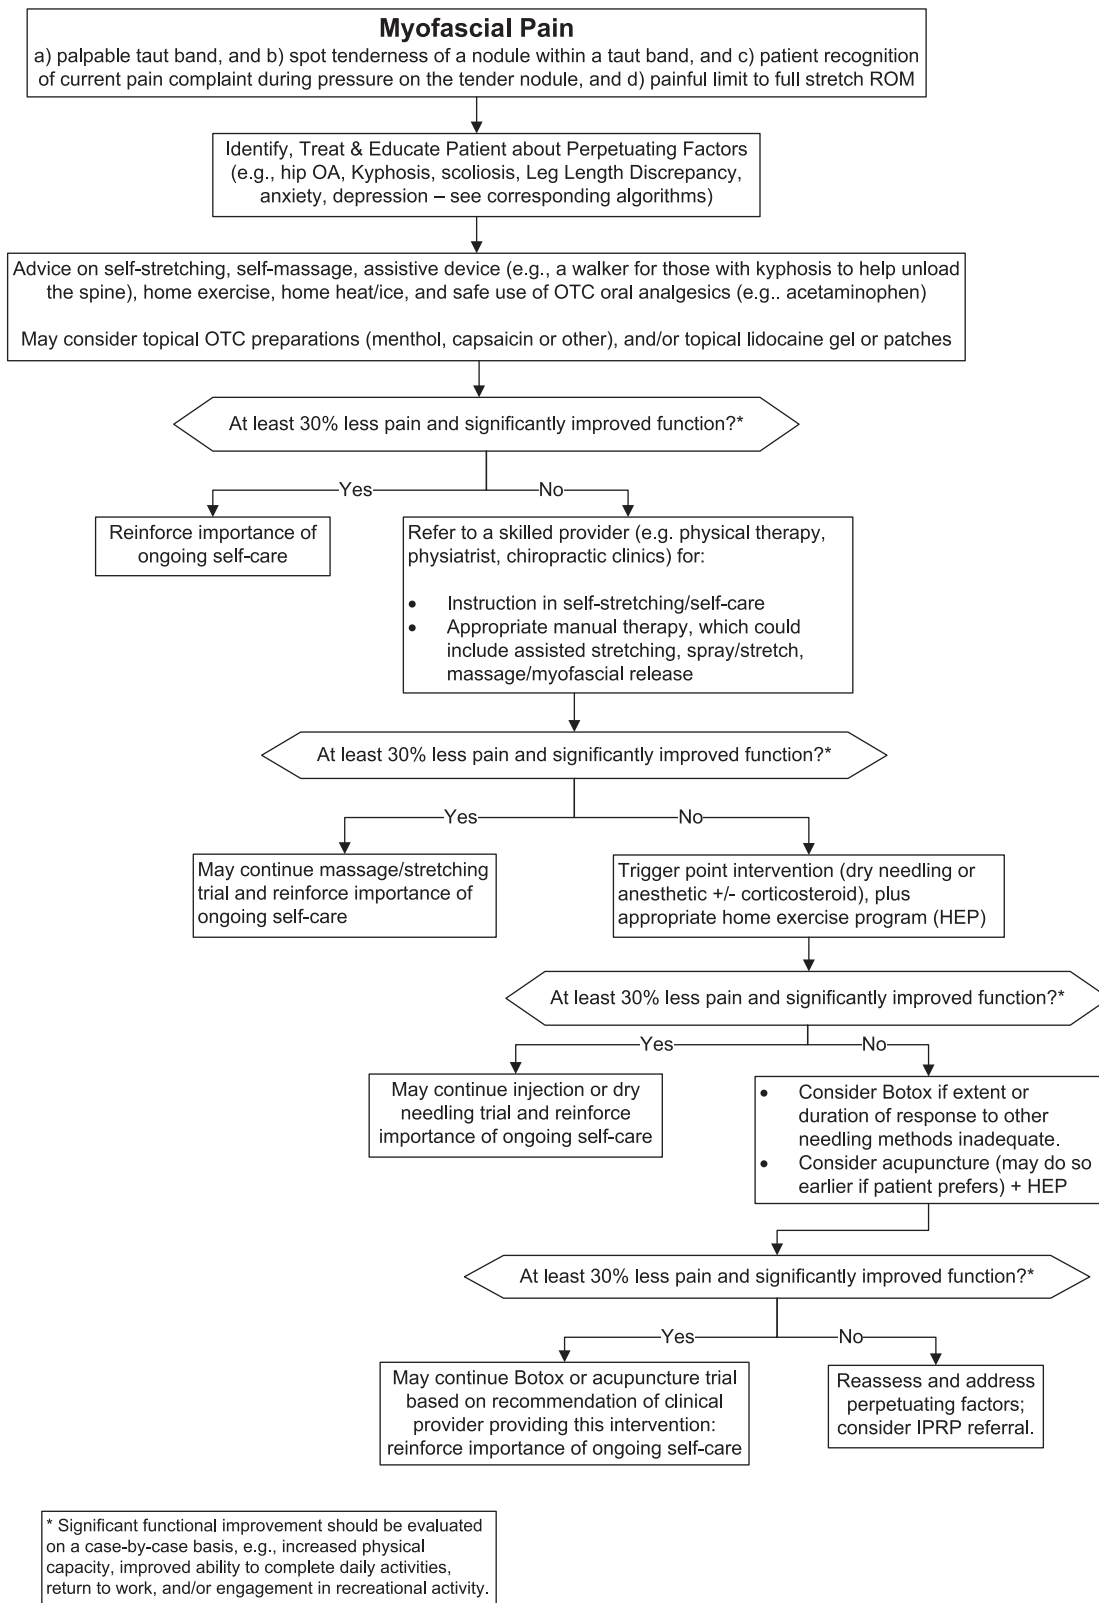 Myofascial Pain
a) palpable taut band, and b) spot tenderness of a nodule within a taut band, and c) patient recognition
of current pain complaint during pressure on the tender nodule, and d) painful limit to full stretch ROM
Identify, Treat & Educate Patient about Perpetuating Factors
(e.g., hip OA, Kyphosis, scoliosis, Leg Length Discrepancy,
anxiety, depression – see corresponding algorithms)
Advice on self-stretching, self-massage, assistive device (e.g., a walker for those with kyphosis to help unload
the spine), home exercise, home heat/ice, and safe use of OTC oral analgesics (e.g.. acetaminophen)
May consider topical OTC preparations (menthol, capsaicin or other), and/or topical lidocaine gel or patches
At least 30% less pain and significantly improved function?*
Yes
No
Reinforce importance of
ongoing self-care
Refer to a skilled provider (e.g. physical therapy,
physiatrist, chiropractic clinics) for:
• Instruction in self-stretching/self-care
• Appropriate manual therapy, which could
include assisted stretching, spray/stretch,
massage/myofascial release
At least 30% less pain and significantly improved function?*
Yes
No
May continue massage/stretching
trial and reinforce importance of
ongoing self-care
Trigger point intervention (dry needling or
anesthetic +/- corticosteroid), plus
appropriate home exercise program (HEP)
At least 30% less pain and significantly improved function?*
Yes
No
May continue injection or dry
needling trial and reinforce
importance of ongoing self-care
• Consider Botox if extent or
duration of response to other
needling methods inadequate.
• Consider acupuncture (may do so
earlier if patient prefers) + HEP
At least 30% less pain and significantly improved function?*
Yes
No
May continue Botox or acupuncture trial
based on recommendation of clinical
provider providing this intervention:
reinforce importance of ongoing self-care
Reassess and address
perpetuating factors;
consider IPRP referral.
* Significant functional improvement should be evaluated
on a case-by-case basis, e.g., increased physical
capacity, improved ability to complete daily activities,
return to work, and/or engagement in recreational activity.